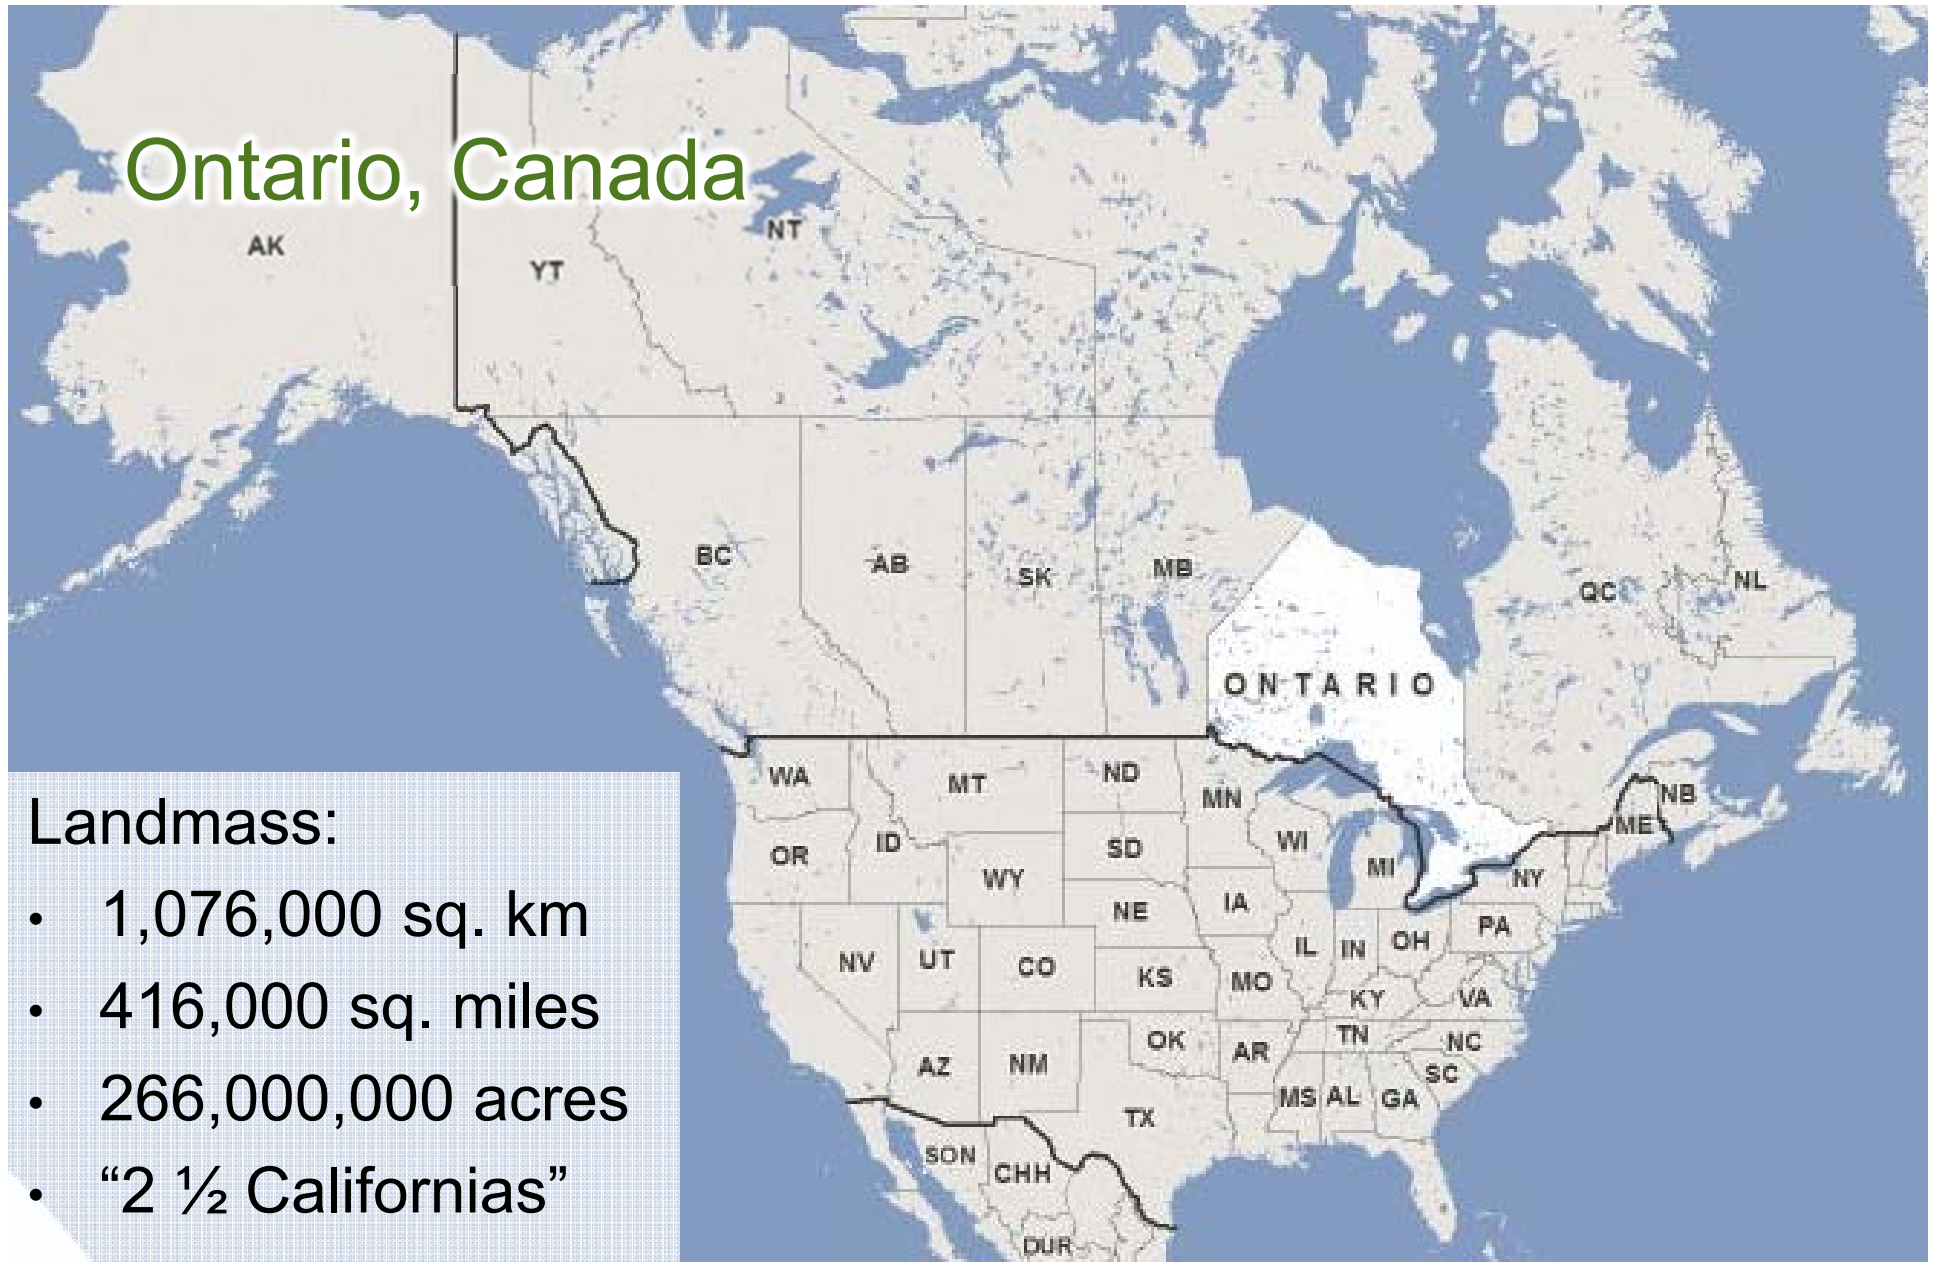 Ontario, Canada
AK
YT
NT
BC
AB
SK
MB
ONTARIO
QC
NL
NB
ME
WA
MT
ND
MN
OR
ID
SD
WI
MI
WY
NY
NE
IA
PA
NV
UT
CO
KS
IL
IN
OH
MO
KY
VA
AZ
NM
OK
AR
TN
NC
SC
TX
MS
AL
GA
SON
CHH
DUR
Landmass:
• 1,076,000 sq. km
• 416,000 sq. miles
• 266,000,000 acres
• “2 ½ Californias”